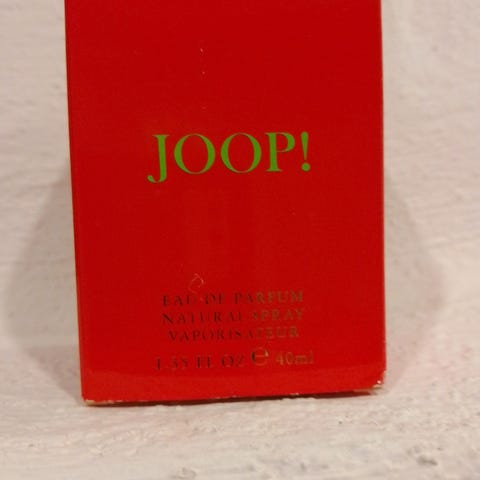 JOOP!
EAU DE PARFUM
NATURAL SPRAY
VAPORISATEUR
1.35 FL OZ e 40ml